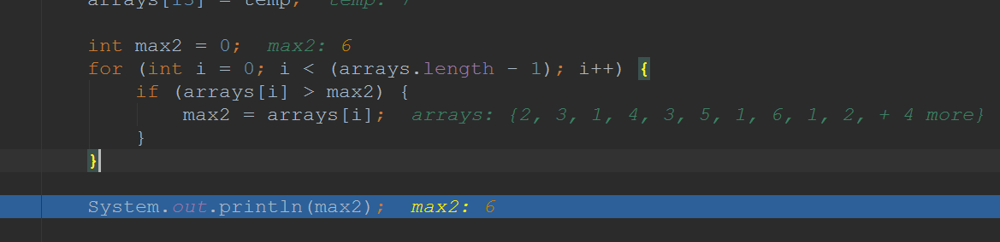 arrays[13] = temp;  temp: 7
int max2 = 0;  max2: 6
for (int i = 0; i < (arrays.length - 1); i++) {
if (arrays[i] > max2) {
max2 = arrays[i];  arrays: {2, 3, 1, 4, 3, 5, 1, 6, 1, 2, + 4 more}
}
}
System.out.println(max2);  max2: 6